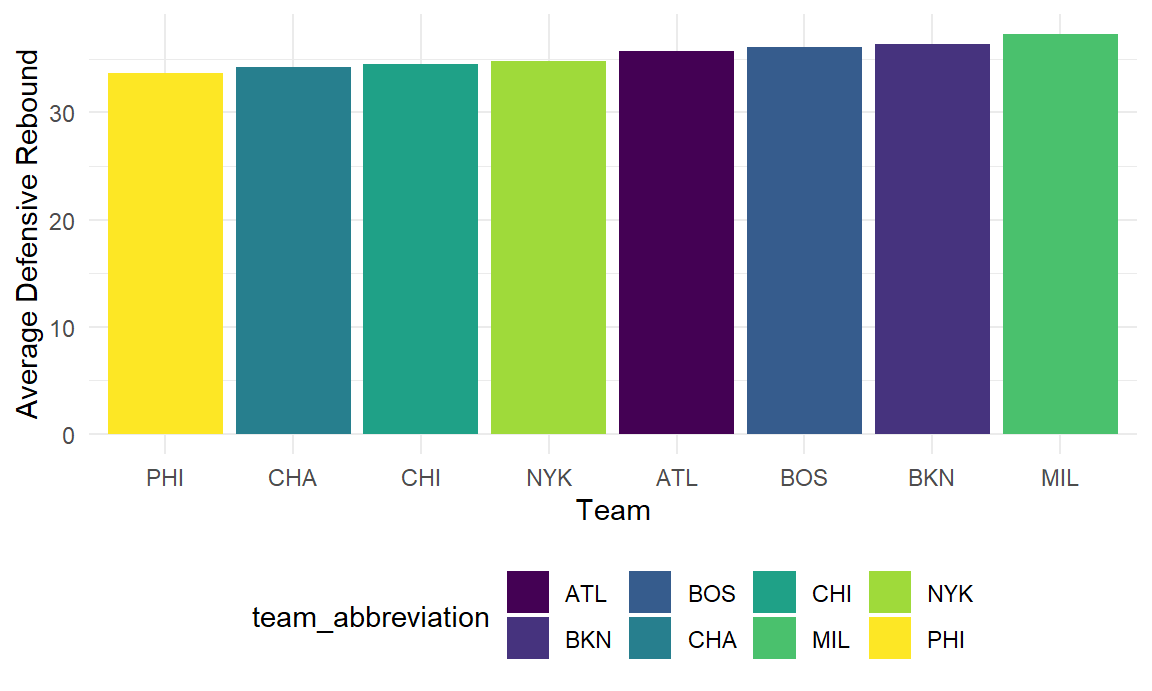 Average Defensive Rebound
30
20
10
0
PHI CHA CHI NYK ATL BOS BKN MIL
Team
team_abbreviation
ATL BOS CHI NYK
BKN CHA MIL PHI